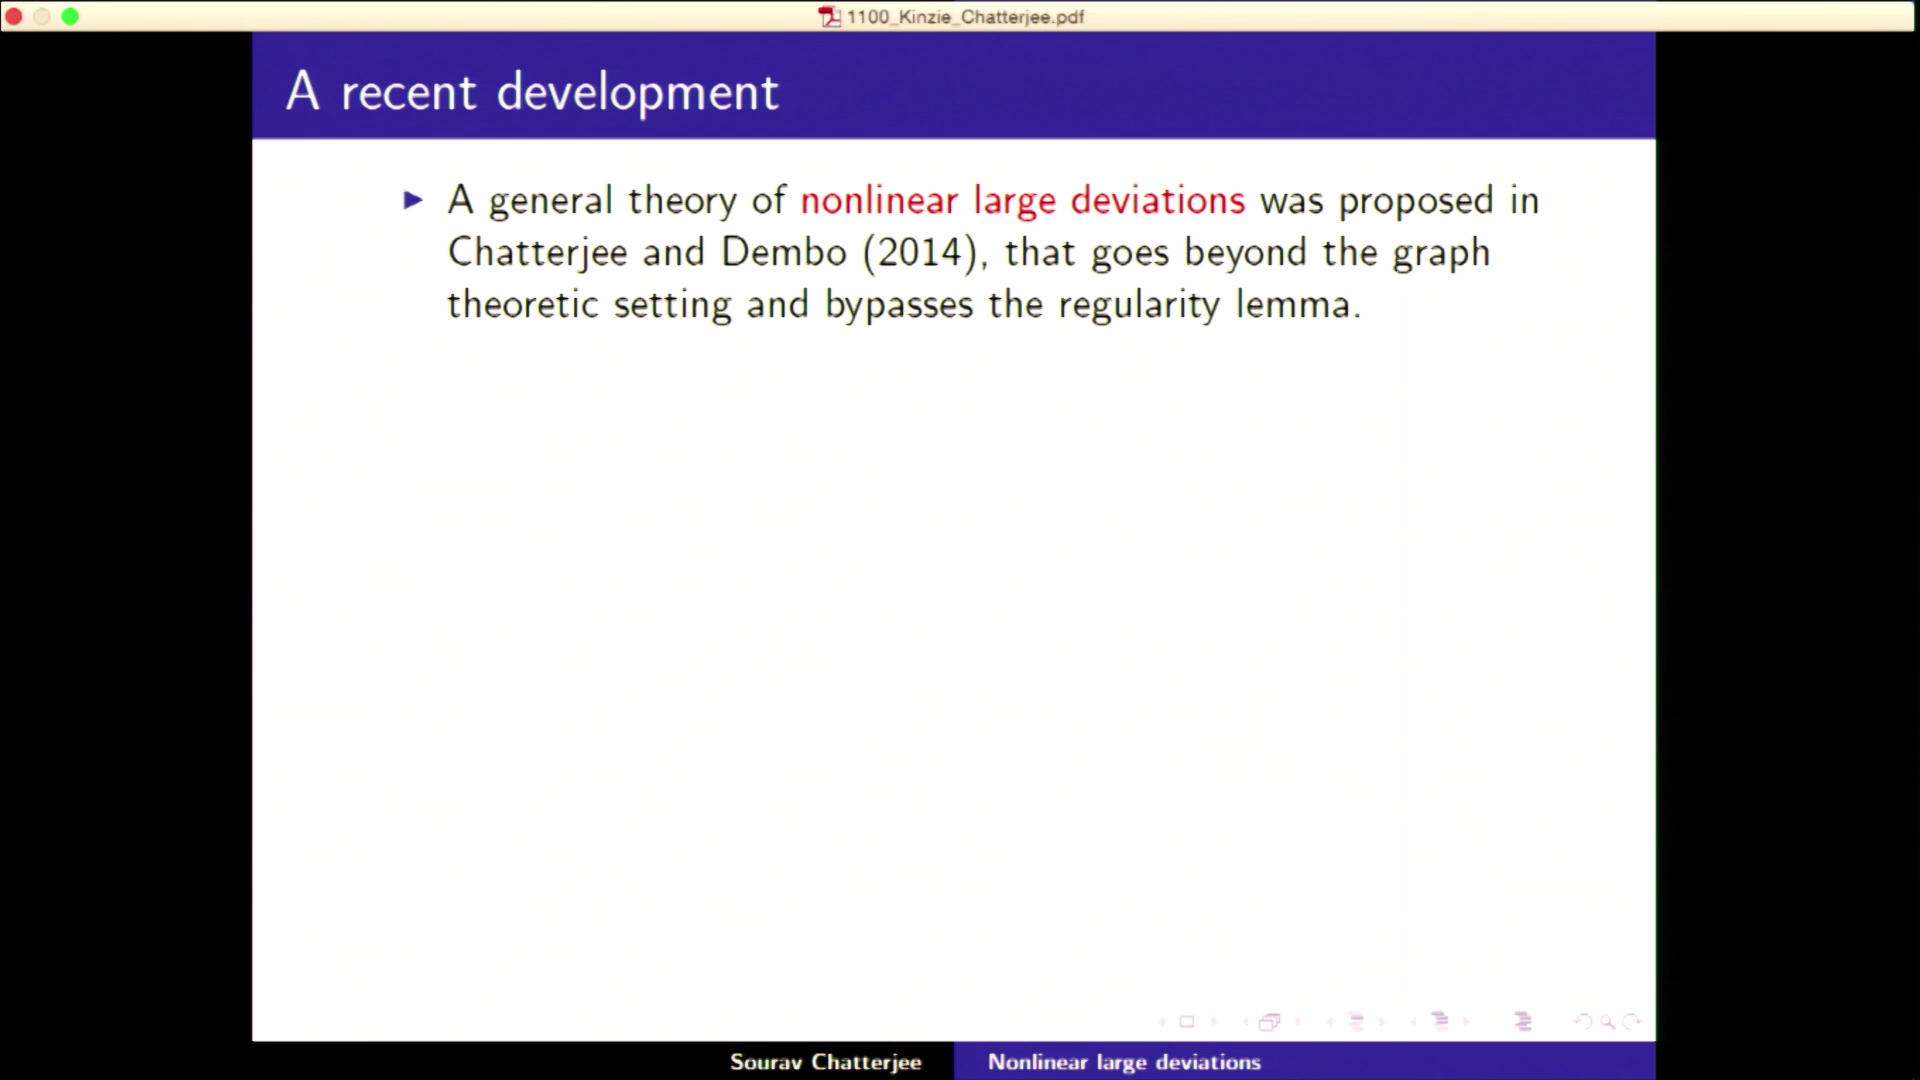 1100_Kinzie_Chatterjee.pdf
A recent development
A general theory of nonlinear large deviations was proposed in
Chatterjee and Dembo (2014), that goes beyond the graph
theoretic setting and bypasses the regularity lemma.
Sourav Chatterjee Nonlinear large deviations